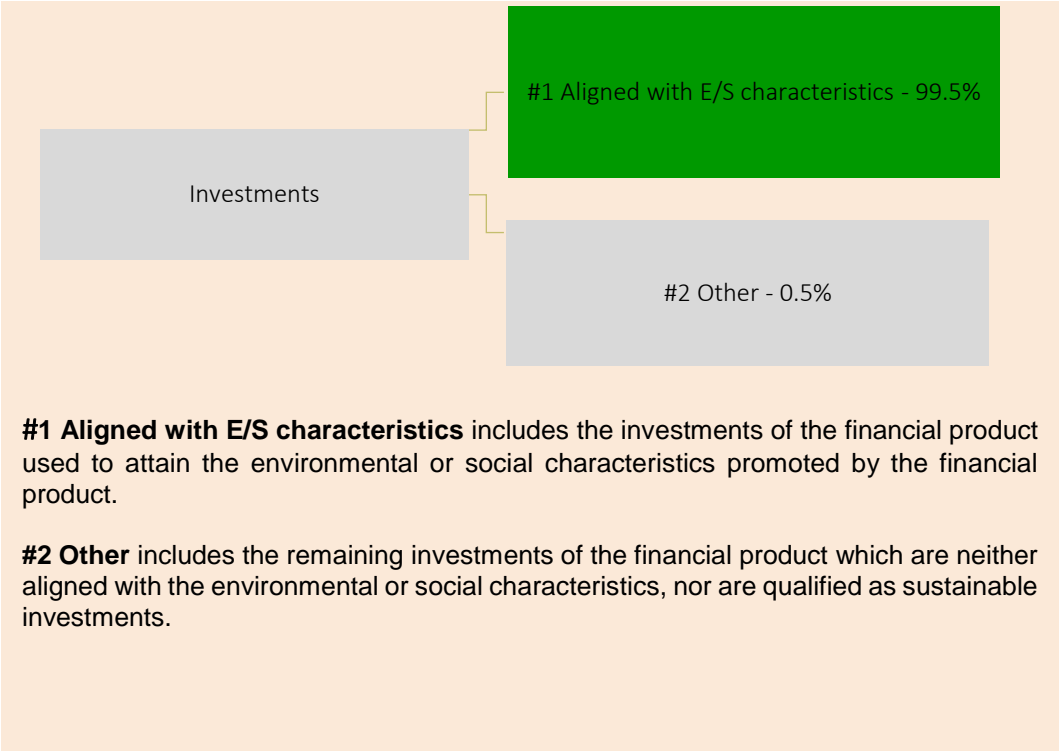 #1 Aligned with E/S characteristics - 99.5%
Investments
#2 Other - 0.5%
#1 Aligned with E/S characteristics includes the investments of the financial product
used to attain the environmental or social characteristics promoted by the financial
product.
#2 Other includes the remaining investments of the financial product which are neither
aligned with the environmental or social characteristics, nor are qualified as sustainable
investments.